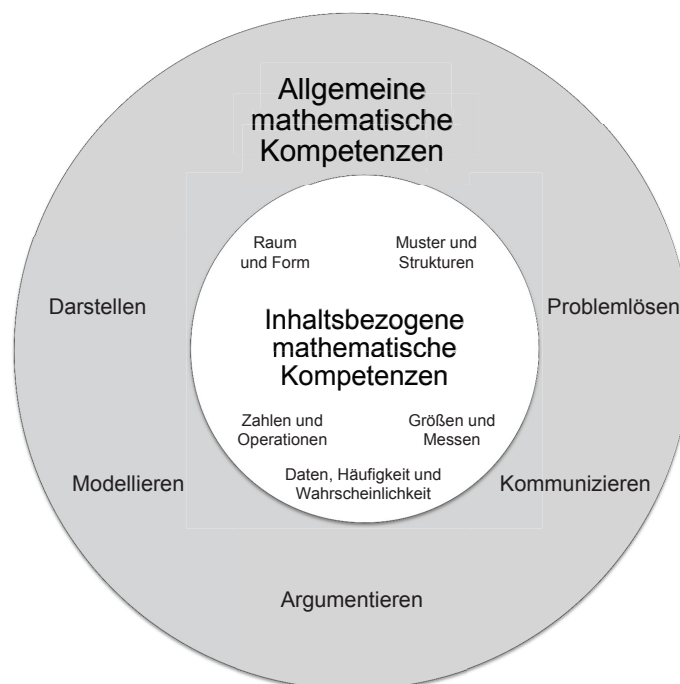 Allgemeine
mathematische
Kompetenzen
Raum
und Form
Muster und
Strukturen
Darstellen
Problemlösen
Inhaltsbezogene
mathematische
Kompetenzen
Zahlen und
Operationen
Größen und
Messen
Daten, Häufigkeit und
Wahrscheinlichkeit
Modellieren
Kommunizieren
Argumentieren